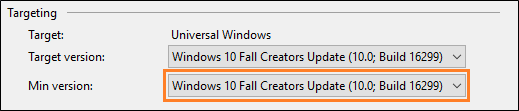 Targeting
Target: Universal Windows
Target version: Windows 10 Fall Creators Update (10.0; Build 16299)
Min version: Windows 10 Fall Creators Update (10.0; Build 16299)